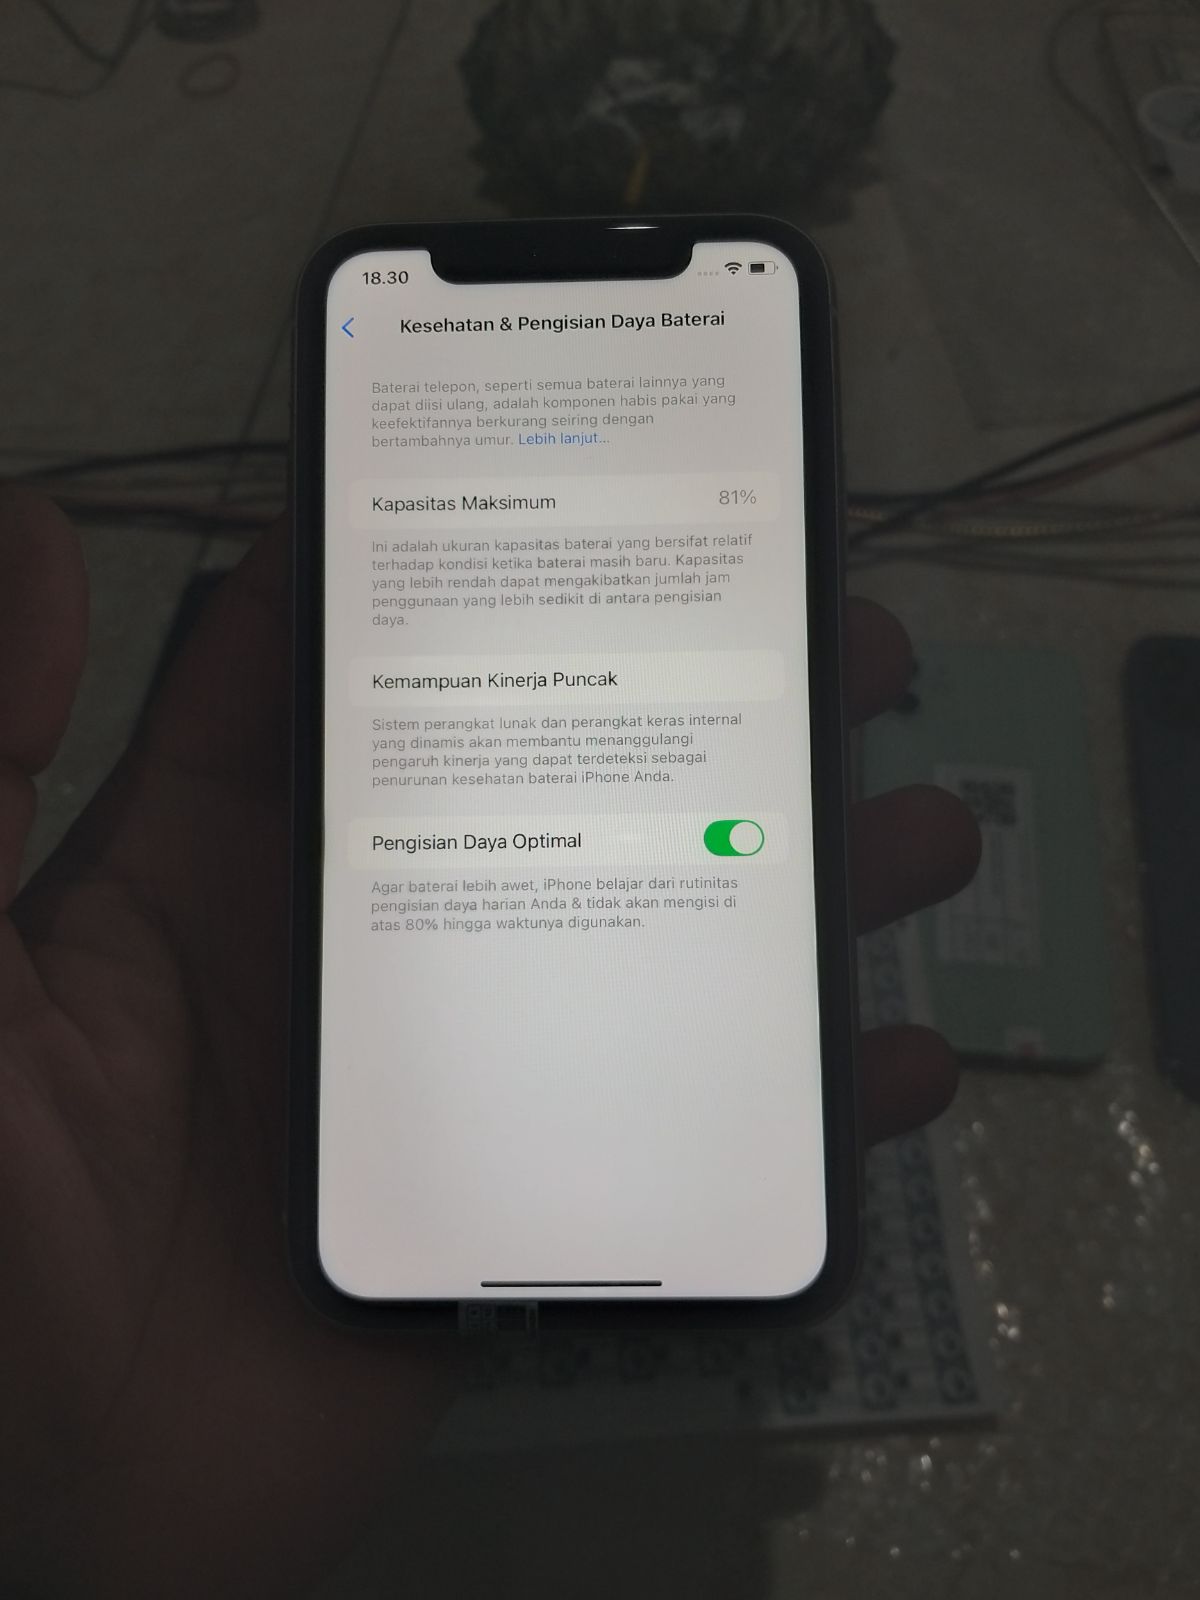 18.30
Kesehatan & Pengisian Daya Baterai
Baterai telepon, seperti semua baterai lainnya yang
dapat diisi ulang, adalah komponen habis pakai yang
keefektifannya berkurang seiring dengan
bertambahnya umur. Lebih lanjut...
Kapasitas Maksimum 81%
Ini adalah ukuran kapasitas baterai yang bersifat relatif
terhadap kondisi ketika baterai masih baru. Kapasitas
yang lebih rendah dapat mengakibatkan jumlah jam
penggunaan yang lebih sedikit di antara pengisian
daya.
Kemampuan Kinerja Puncak
Sistem perangkat lunak dan perangkat keras internal
yang dinamis akan membantu menanggulangi
pengaruh kinerja yang dapat terdeteksi sebagai
penurunan kesehatan baterai iPhone Anda.
Pengisian Daya Optimal
Agar baterai lebih awet, iPhone belajar dari rutinitas
pengisian daya harian Anda & tidak akan mengisi di
atas 80% hingga waktunya digunakan.